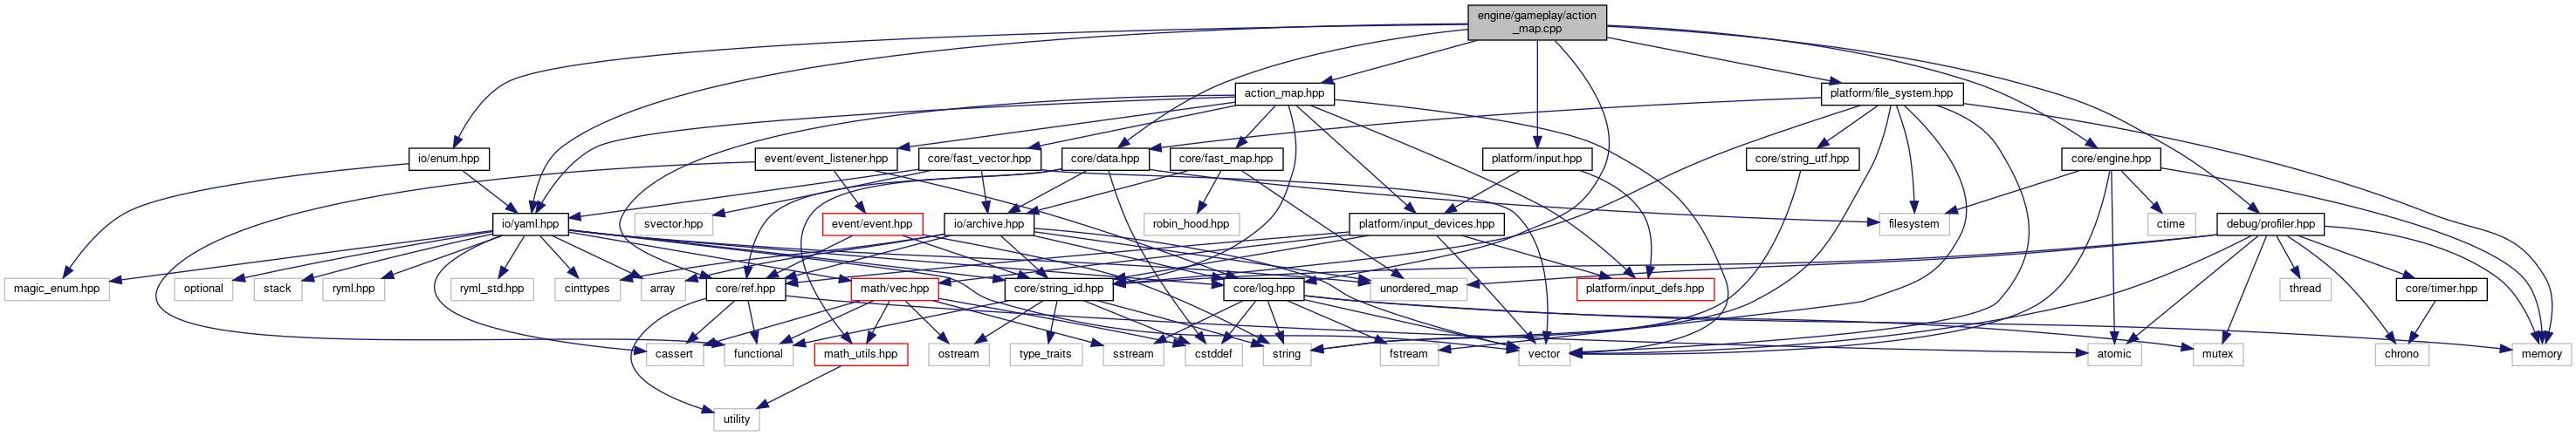 engine/gameplay/action
_map.cpp
action_map.hpp
platform/file_system.hpp
io/enum.hpp
event/event_listener.hpp
core/fast_vector.hpp
core/data.hpp
core/fast_map.hpp
platform/input.hpp
core/string_utf.hpp
core/engine.hpp
io/yaml.hpp
svector.hpp
event/event.hpp
io/archive.hpp
robin_hood.hpp
platform/input_devices.hpp
filesystem
ctime
debug/profiler.hpp
magic_enum.hpp
optional
stack
ryml.hpp
ryml_std.hpp
cinttypes
array
core/ref.hpp
math/vec.hpp
core/string_id.hpp
core/log.hpp
unordered_map
platform/input_defs.hpp
thread
core/timer.hpp
cassert
functional
math_utils.hpp
ostream
type_traits
sstream
cstddef
string
fstream
vector
atomic
mutex
chrono
memory
utility